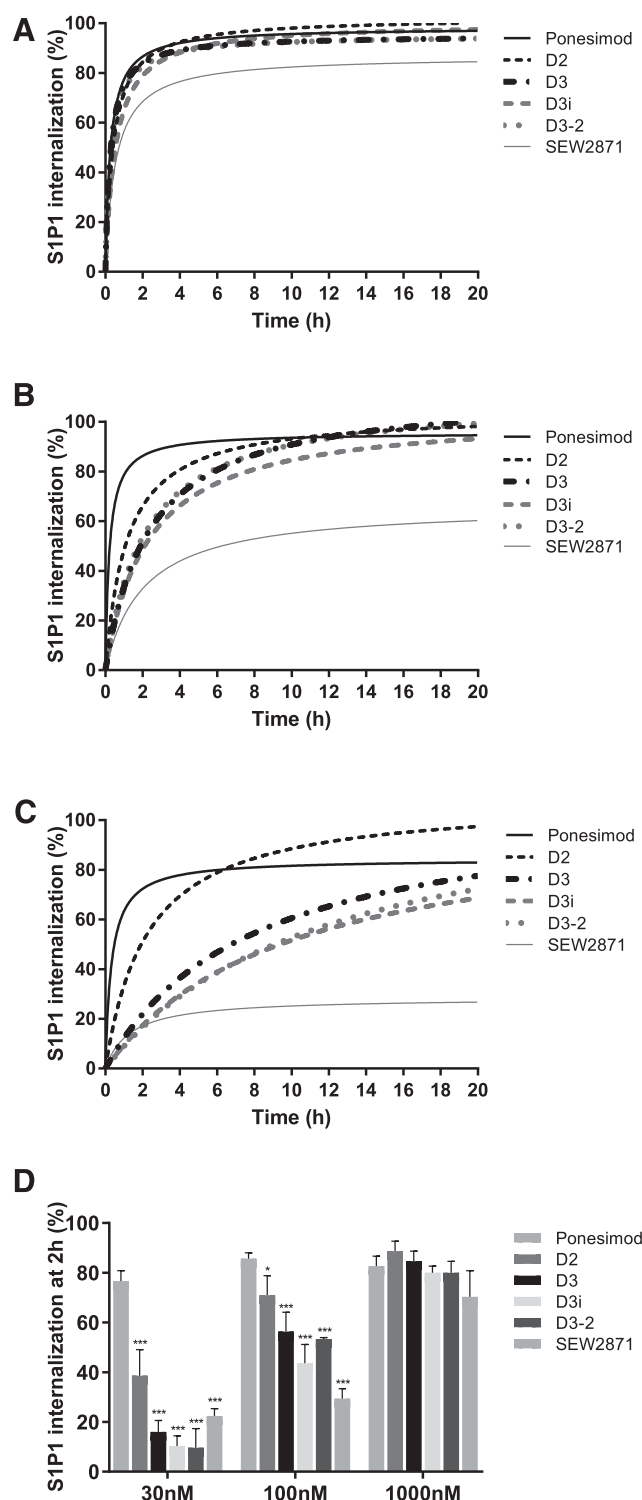 A
S1P1 internalization (%)
100
80
60
40
20
0
0 2 4 6 8 10 12 14 16 18 20
Time (h)
Ponesimod
D2
D3
D3i
D3-2
SEW2871
B
S1P1 internalization (%)
100
80
60
40
20
0
0 2 4 6 8 10 12 14 16 18 20
Time (h)
Ponesimod
D2
D3
D3i
D3-2
SEW2871
C
S1P1 internalization (%)
100
80
60
40
20
0
0 2 4 6 8 10 12 14 16 18 20
Time (h)
Ponesimod
D2
D3
D3i
D3-2
SEW2871
D
S1P1 internalization at 2h (%)
100
80
60
40
20
0
*** *** *** *** ***
* *** *** *** ***
30nM 100nM 1000nM
Ponesimod
D2
D3
D3i
D3-2
SEW2871